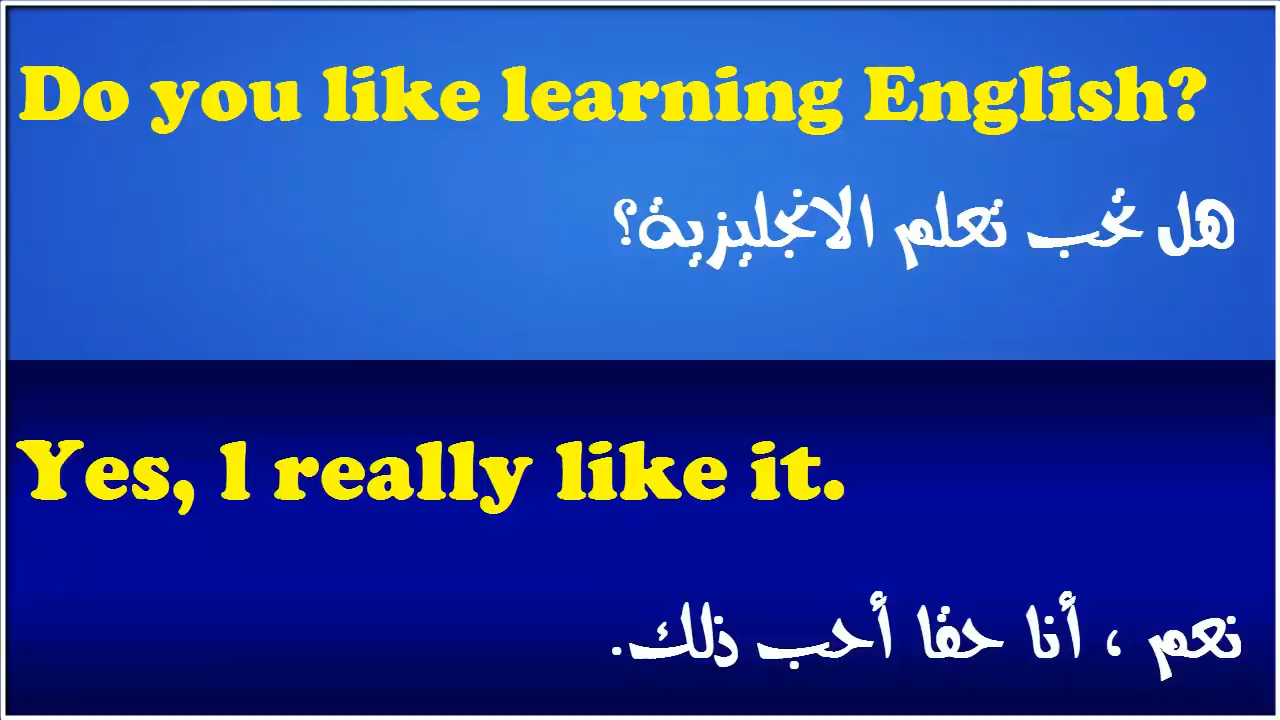 Do you like learning English?
هل تحب تعلم الانجليزية؟
Yes, l really like it.
نعم ، أنا حقا أحب ذلك.